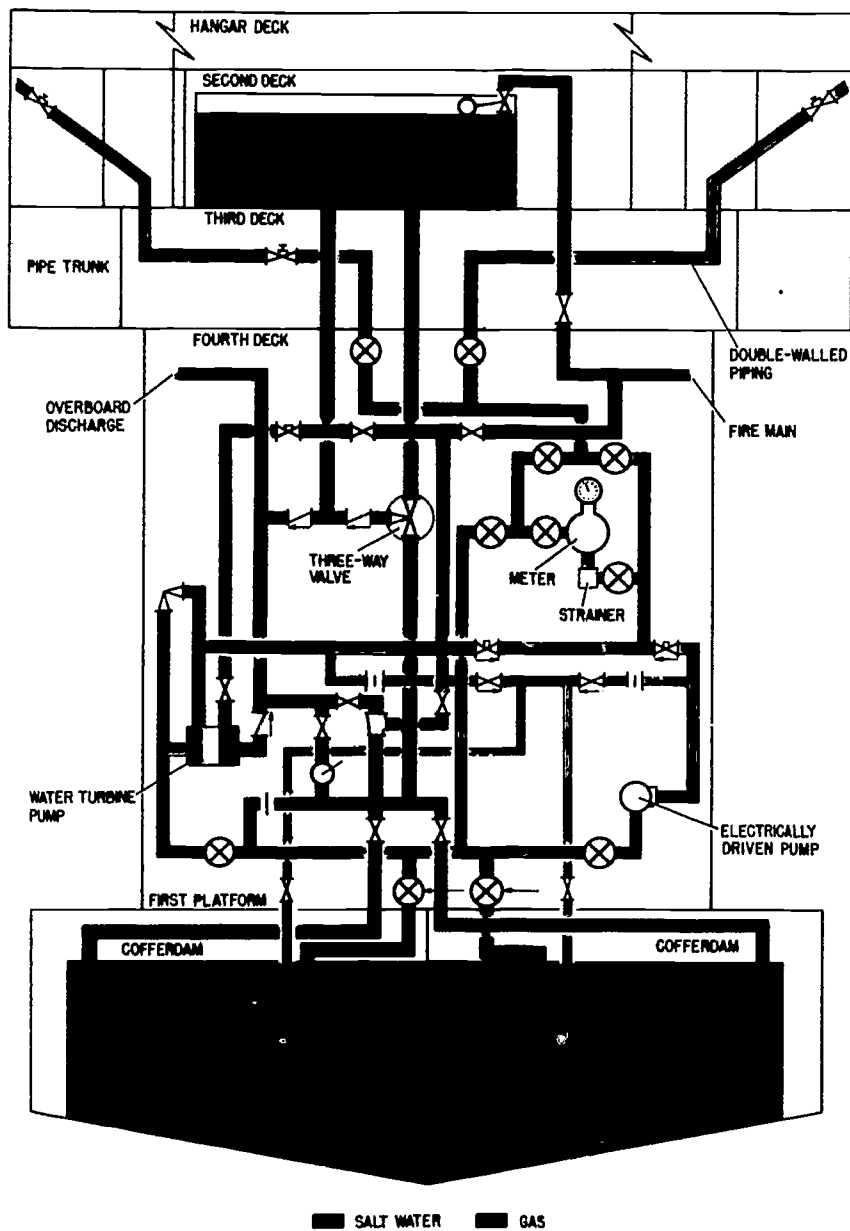 HANGAR DECK
SECOND DECK
THIRD DECK
PIPE TRUNK
FOURTH DECK
DOUBLE-WALLED
PIPING
OVERBOARD
DISCHARGE
FIRE MAIN
THREE-WAY
VALVE
METER
STRAINER
WATER TURBINE
PUMP
ELECTRICALLY
DRIVEN PUMP
FIRST PLATFORM
COFFERDAM
COFFERDAM
SALT WATER
GAS